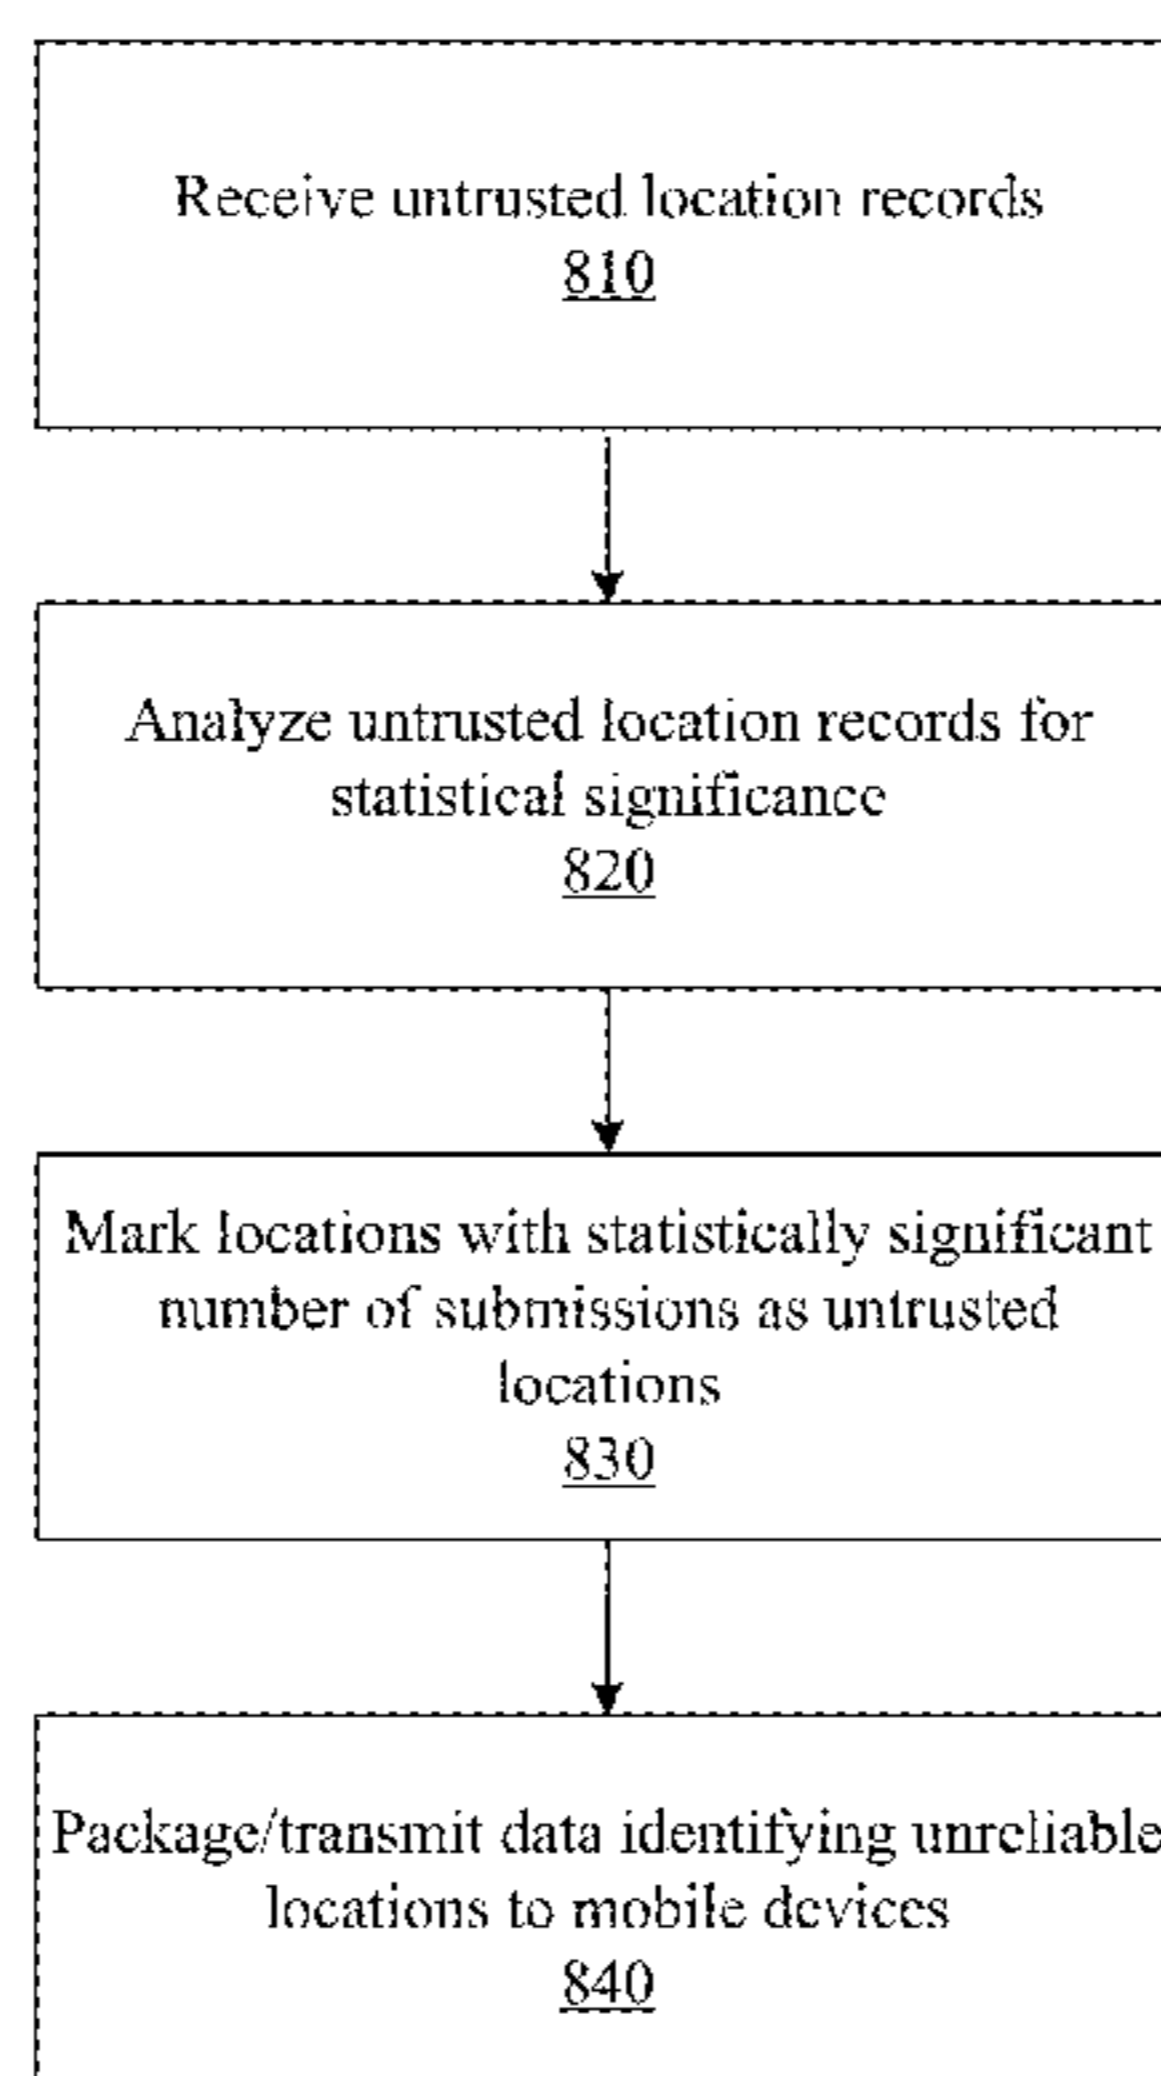 Receive untrusted location records
810
Analyze untrusted location records for
statistical significance
820
Mark locations with statistically significant
number of submissions as untrusted
locations
830
Package/transmit data identifying unreliable
locations to mobile devices
840